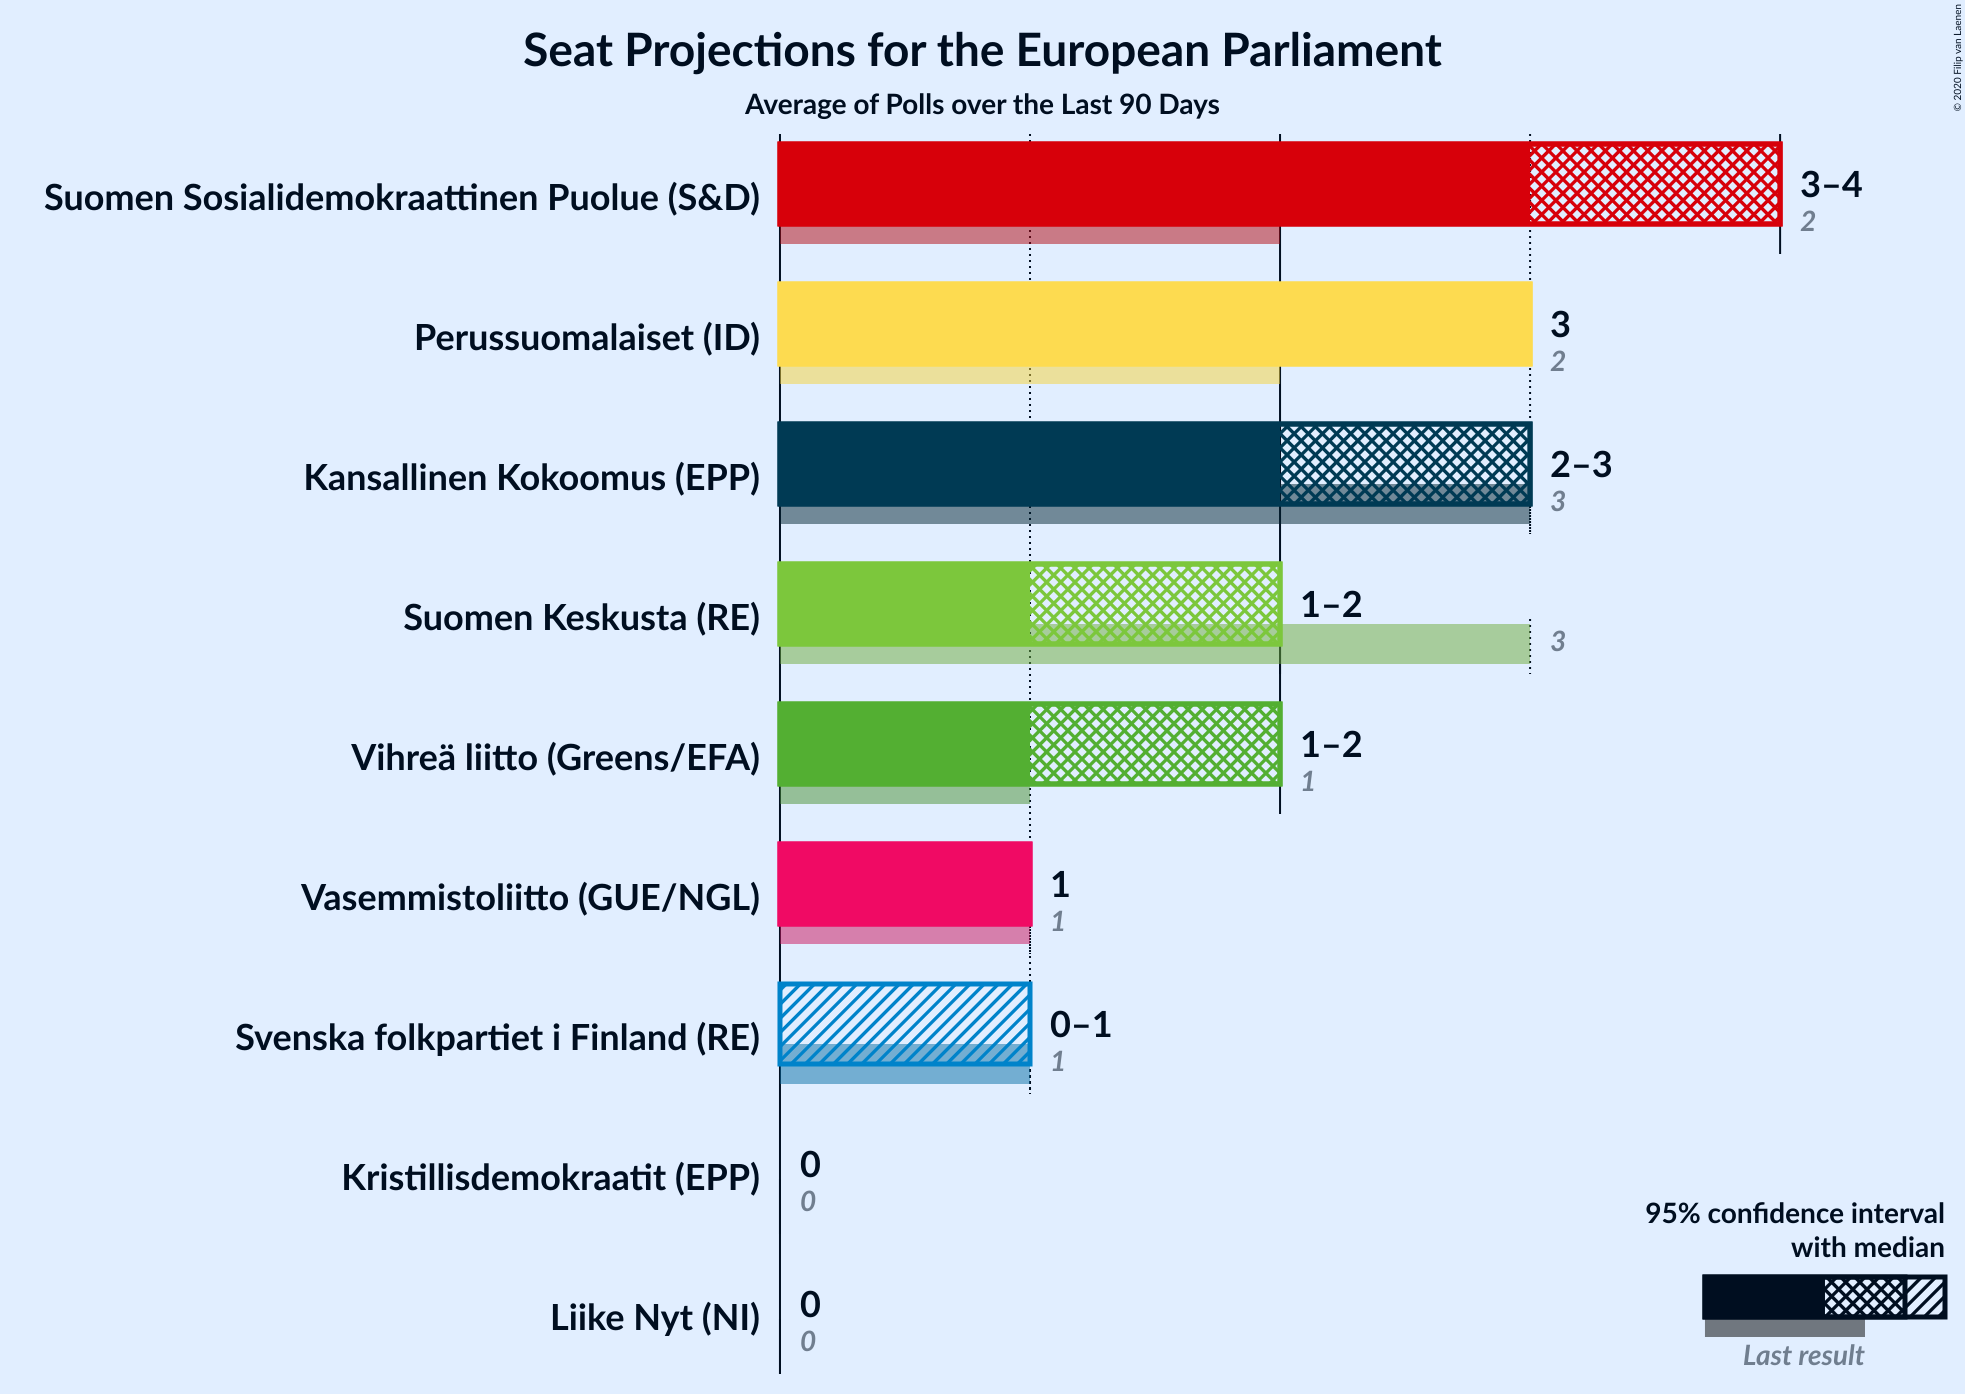 Seat Projections for the European Parliament
Average of Polls over the Last 90 Days
© 2020 Filip van Laenen
Suomen Sosialidemokraattinen Puolue (S&D)
3–4
2
Perussuomalaiset (ID)
3
2
Kansallinen Kokoomus (EPP)
2–3
3
Suomen Keskusta (RE)
1–2
3
Vihreä liitto (Greens/EFA)
1–2
1
Vasemmistoliitto (GUE/NGL)
1
1
Svenska folkpartiet i Finland (RE)
0–1
1
Kristillisdemokraatit (EPP)
0
0
Liike Nyt (NI)
0
0
95% confidence interval
with median
Last result